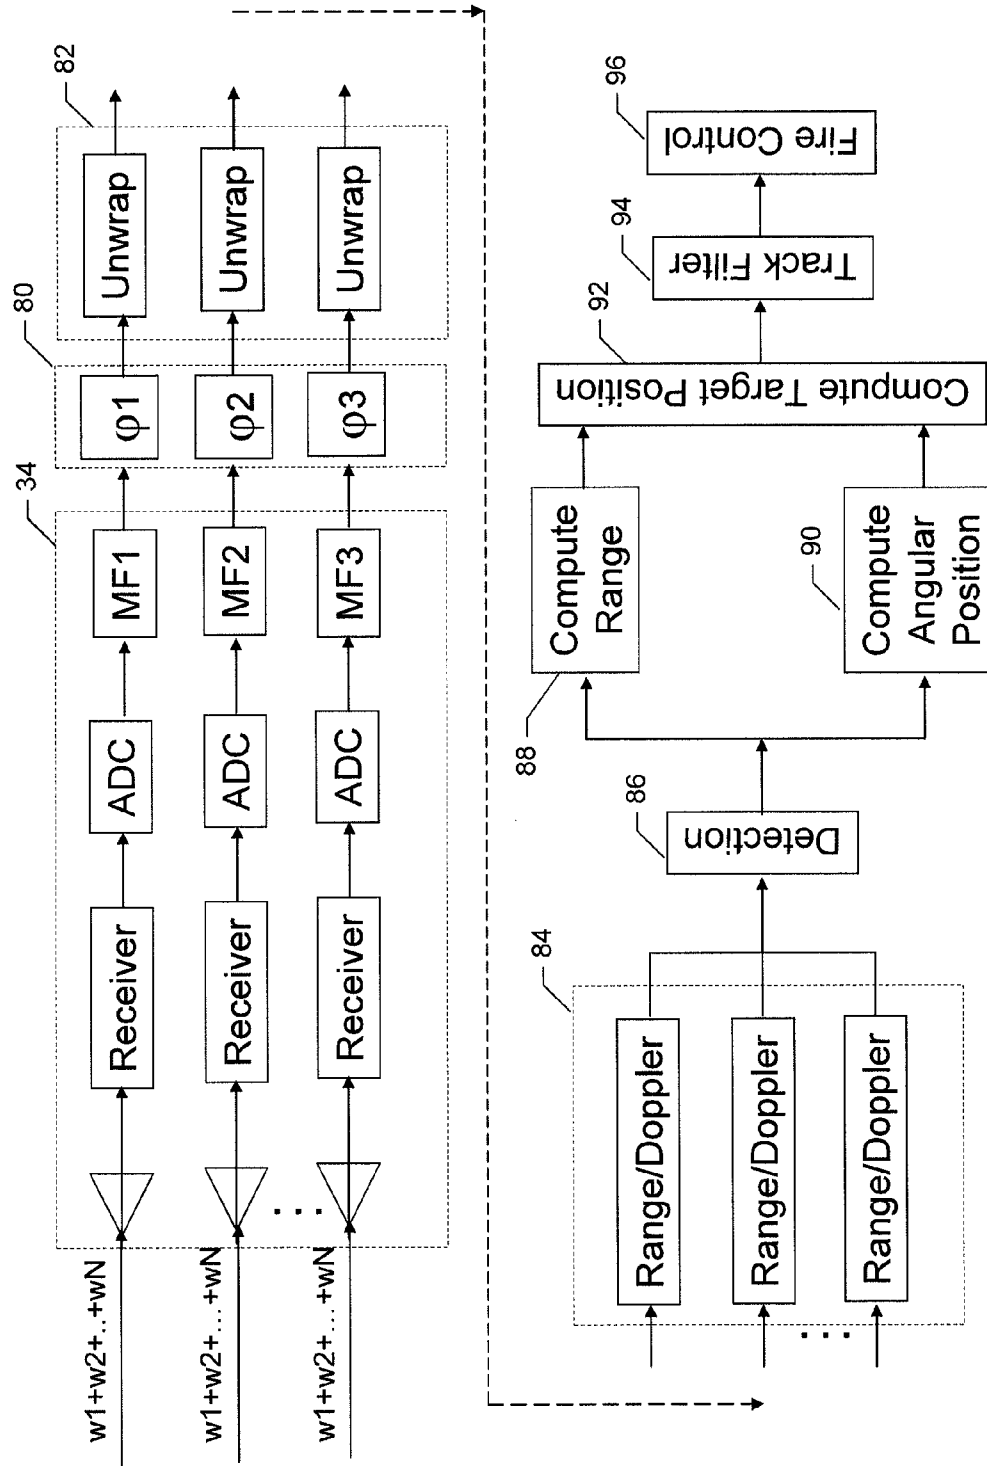 w1+w2+..+wN
Receiver
ADC
MF1
φ1
Unwrap
w1+w2+...+wN
Receiver
ADC
MF2
φ2
Unwrap
...
w1+w2+...+wN
Receiver
ADC
MF3
φ3
Unwrap
34
80
82
Range/Doppler
Range/Doppler
...
Range/Doppler
84
Detection
86
Compute
Range
88
Compute
Angular
Position
90
Compute Target Position
92
Track Filter
94
Fire Control
96